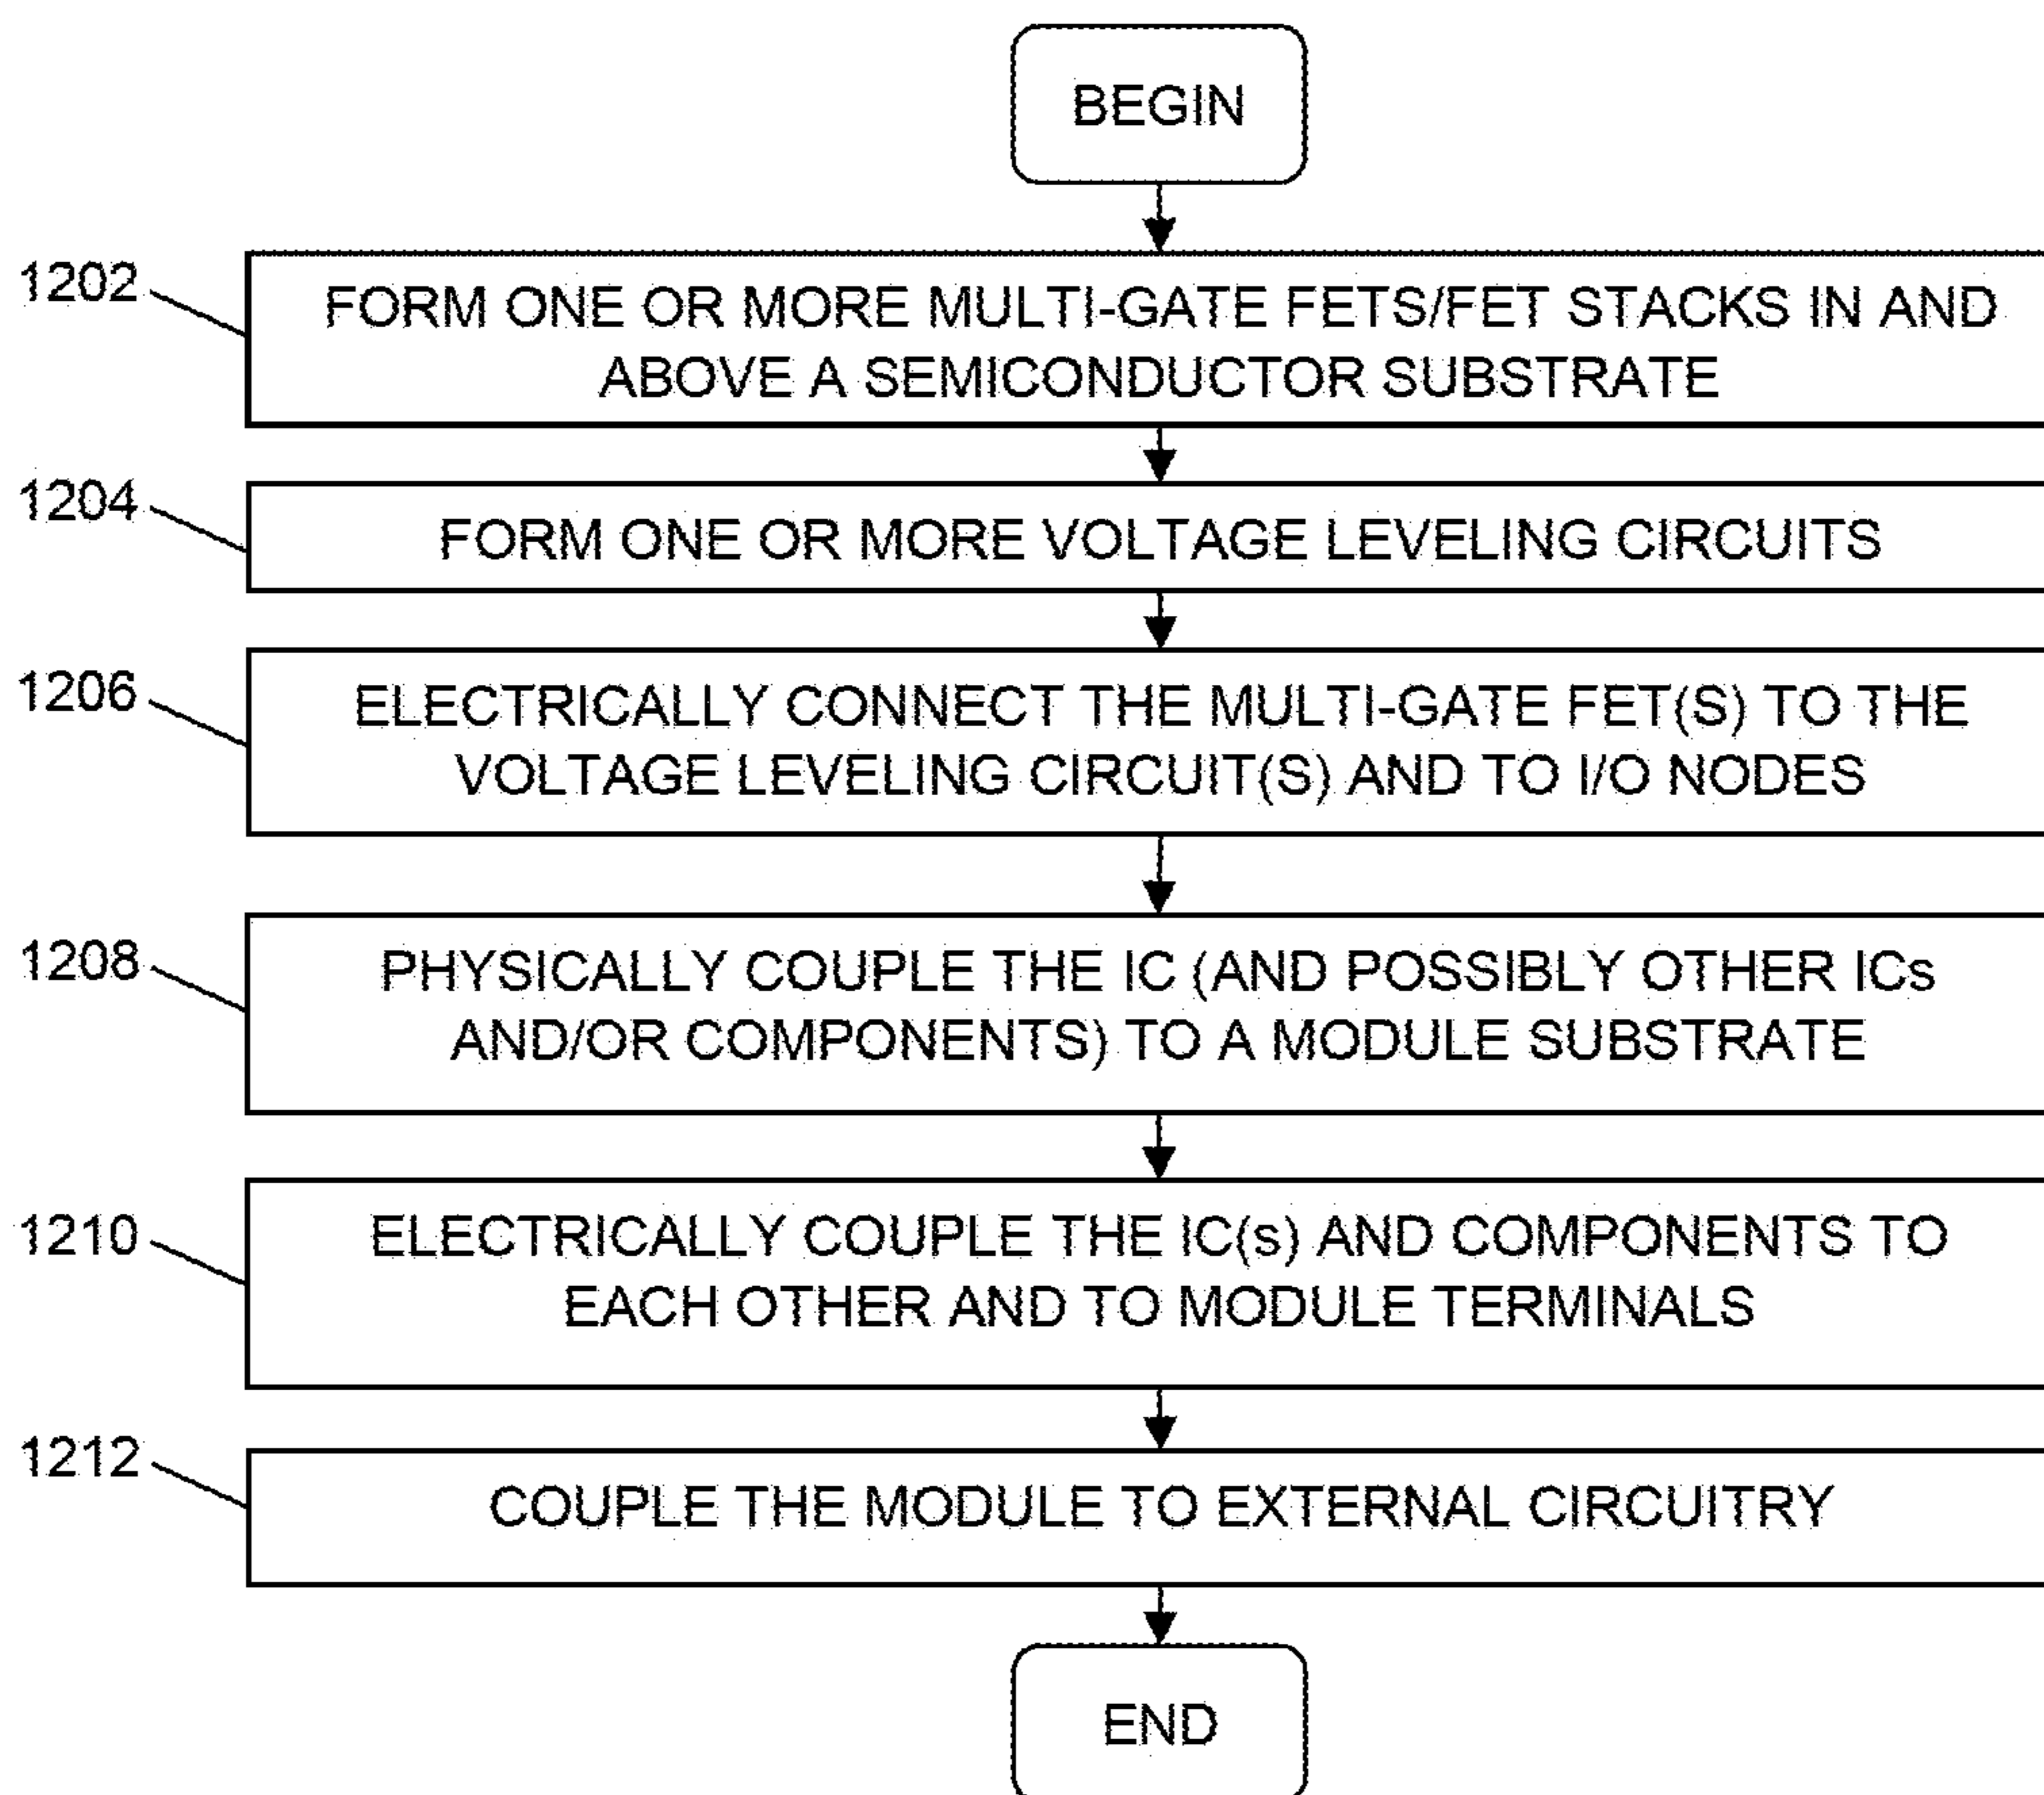 BEGIN
1202
FORM ONE OR MORE MULTI-GATE FETS/FET STACKS IN AND
ABOVE A SEMICONDUCTOR SUBSTRATE
1204
FORM ONE OR MORE VOLTAGE LEVELING CIRCUITS
1206
ELECTRICALLY CONNECT THE MULTI-GATE FET(S) TO THE
VOLTAGE LEVELING CIRCUIT(S) AND TO I/O NODES
1208
PHYSICALLY COUPLE THE IC (AND POSSIBLY OTHER ICs
AND/OR COMPONENTS) TO A MODULE SUBSTRATE
1210
ELECTRICALLY COUPLE THE IC(s) AND COMPONENTS TO
EACH OTHER AND TO MODULE TERMINALS
1212
COUPLE THE MODULE TO EXTERNAL CIRCUITRY
END